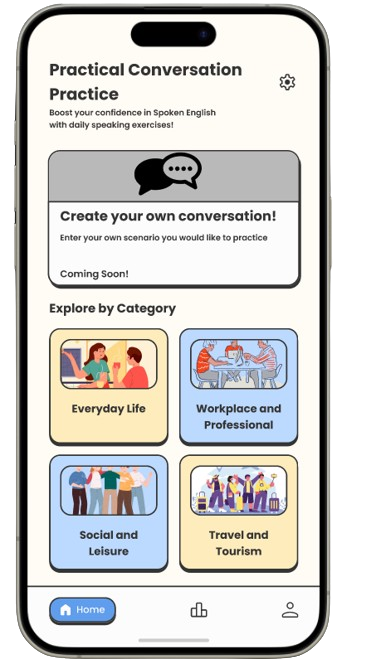 Practical Conversation
Practice
Boost your confidence in Spoken English
with daily speaking exercises!
Create your own conversation!
Enter your own scenario you would like to practice
Coming Soon!
Explore by Category
Everyday Life
Workplace and
Professional
Social and
Leisure
Travel and
Tourism
Home